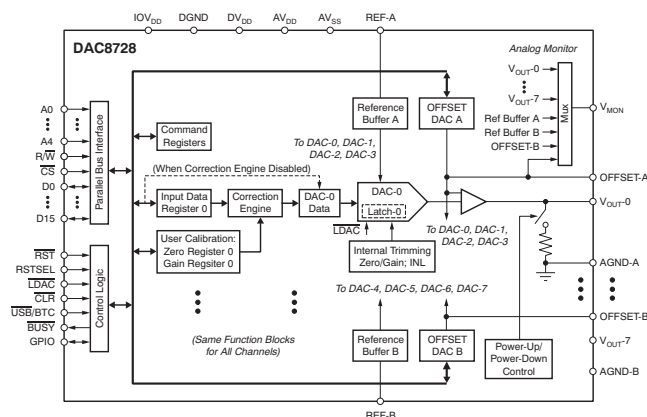 IOVDD DGND DVDD AVDD AVSS REF-A
DAC8728
Analog Monitor
VOUT-0
VOUT-7
Ref Buffer A
Ref Buffer B
OFFSET-B
Mux
VMON
A0
A4
R/W
CS
D0
D15
Parallel Bus Interface
Command
Registers
Reference
Buffer A
OFFSET
DAC A
To DAC-0, DAC-1,
DAC-2, DAC-3
(When Correction Engine Disabled)
Input Data
Register 0
Correction
Engine
DAC-0
Data
DAC-0
Latch-0
LDAC
OFFSET-A
VOUT-0
User Calibration:
Zero Register 0
Gain Regsiter 0
Internal Trimming
Zero/Gain; INL
To DAC-0, DAC-1,
DAC-2, DAC-3
AGND-A
RST
RSTSEL
LDAC
CLR
USB/BTC
BUSY
GPIO
Control Logic
To DAC-4, DAC-5, DAC-6, DAC-7
(Same Function Blocks
for All Channels)
Reference
Buffer B
OFFSET
DAC B
Power-Up/
Power-Down
Control
OFFSET-B
VOUT-7
AGND-B
REF-B